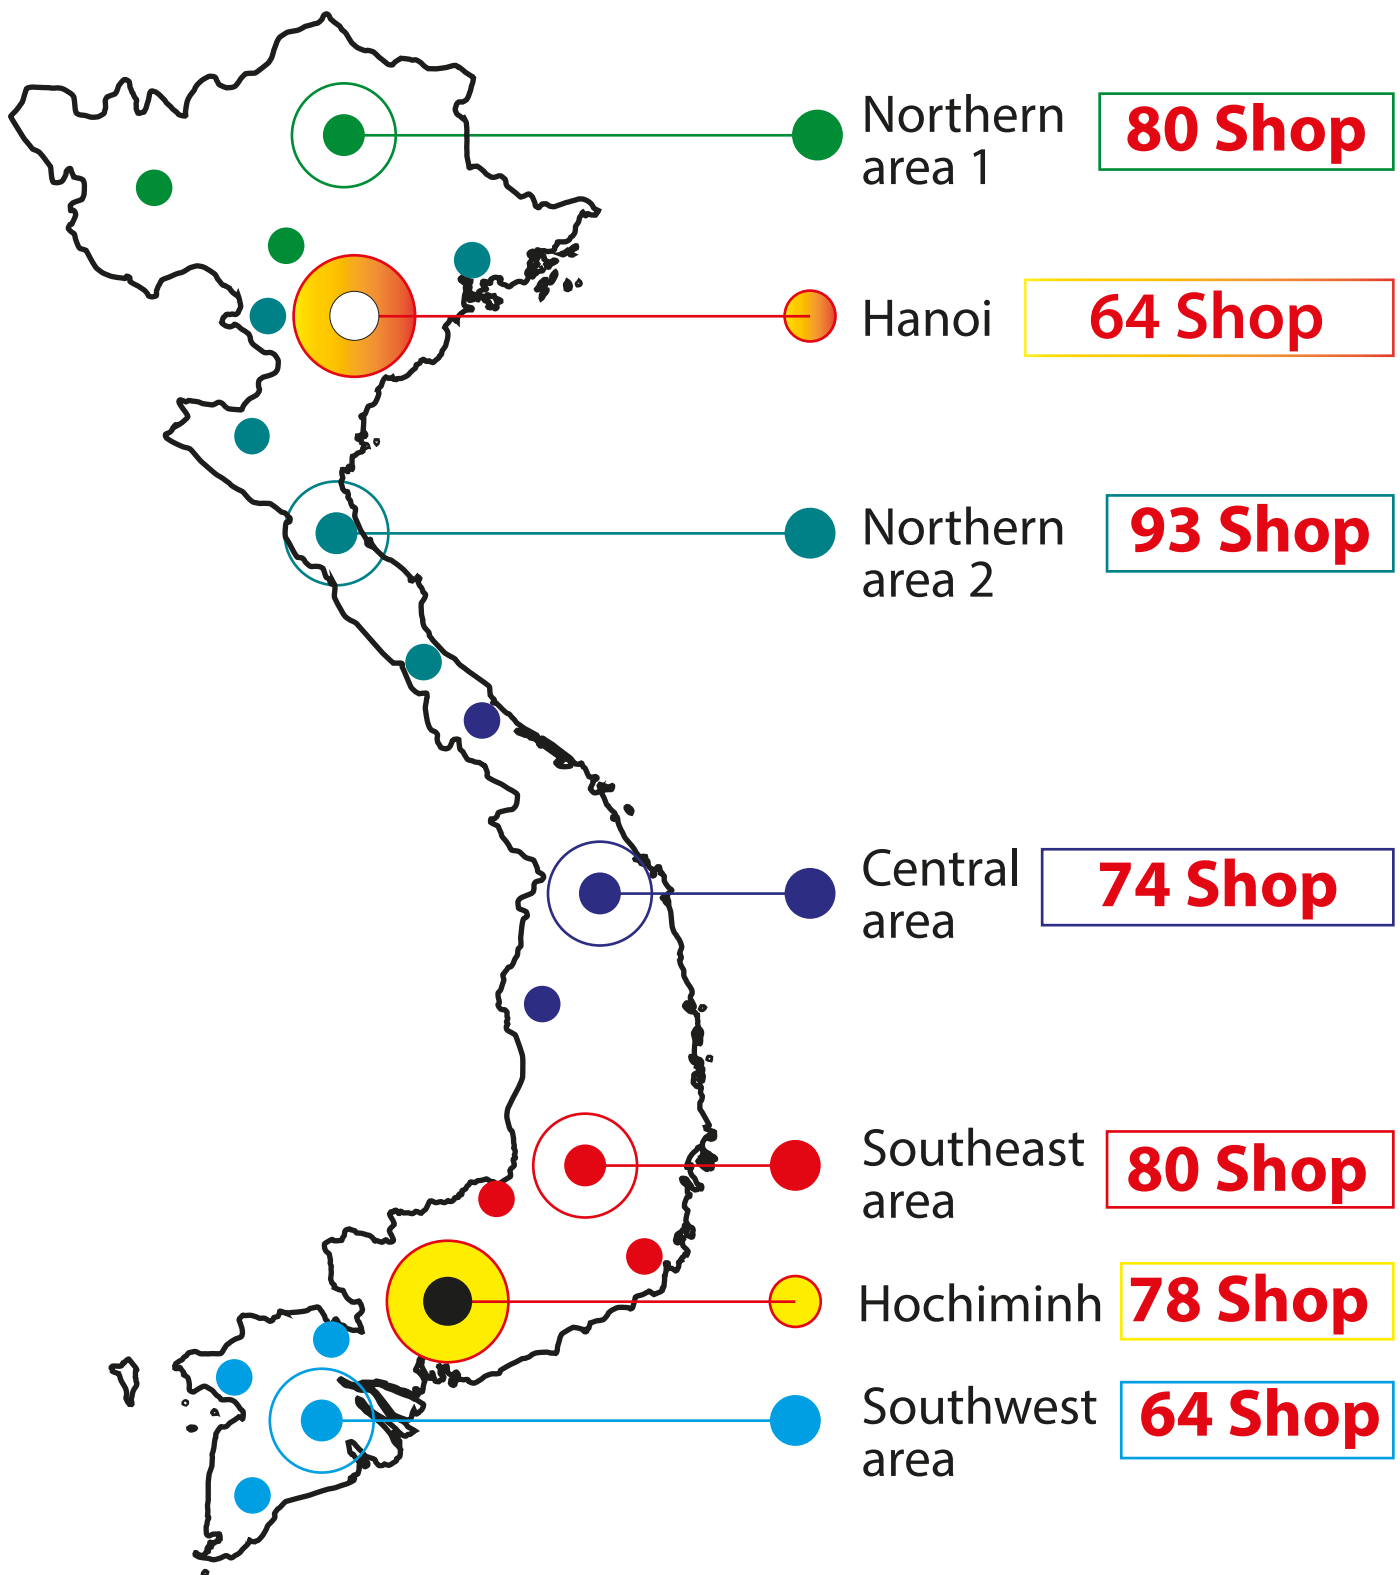 Northern
area 1
80 Shop
Hanoi
64 Shop
Northern
area 2
93 Shop
Central
area
74 Shop
Southeast
area
80 Shop
Hochiminh
78 Shop
Southwest
area
64 Shop